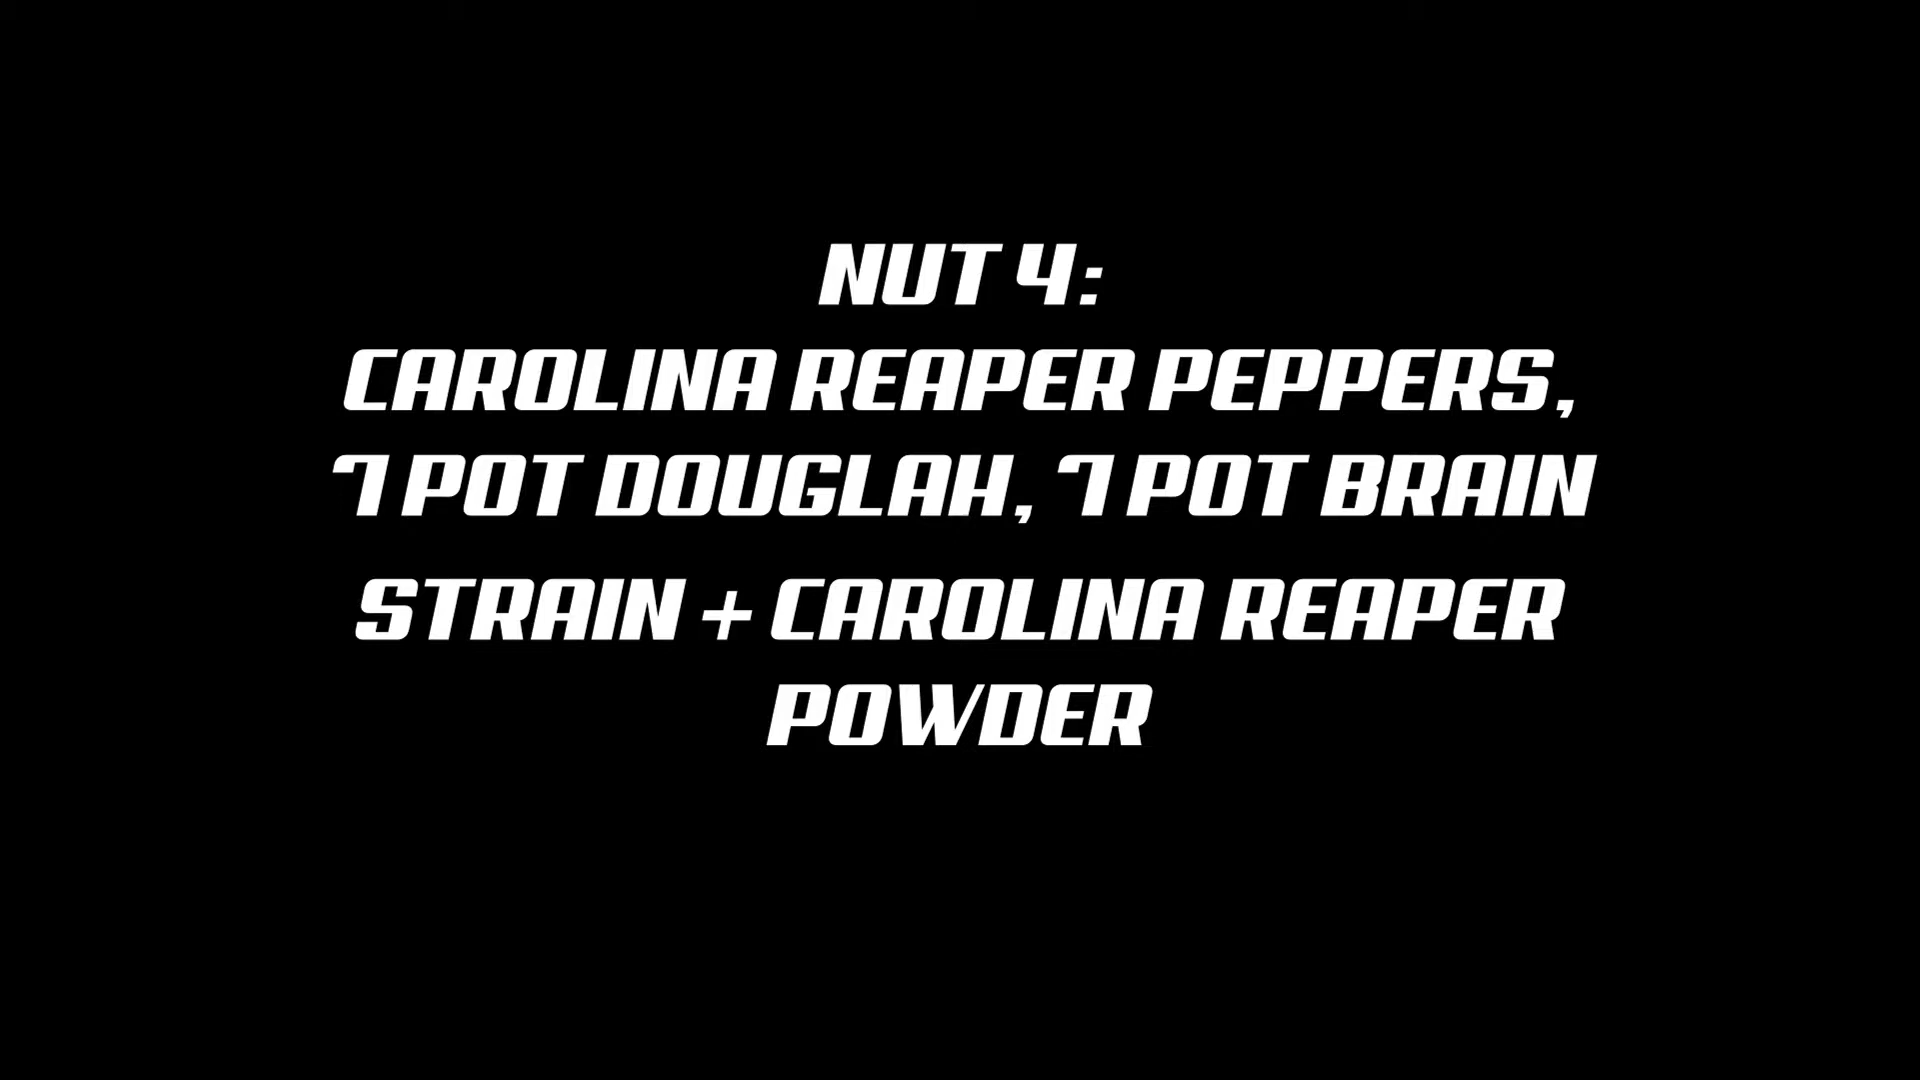 NUT 4:
CAROLINA REAPER PEPPERS,
7 POT DOUGLAH, 7 POT BRAIN
STRAIN + CAROLINA REAPER
POWDER